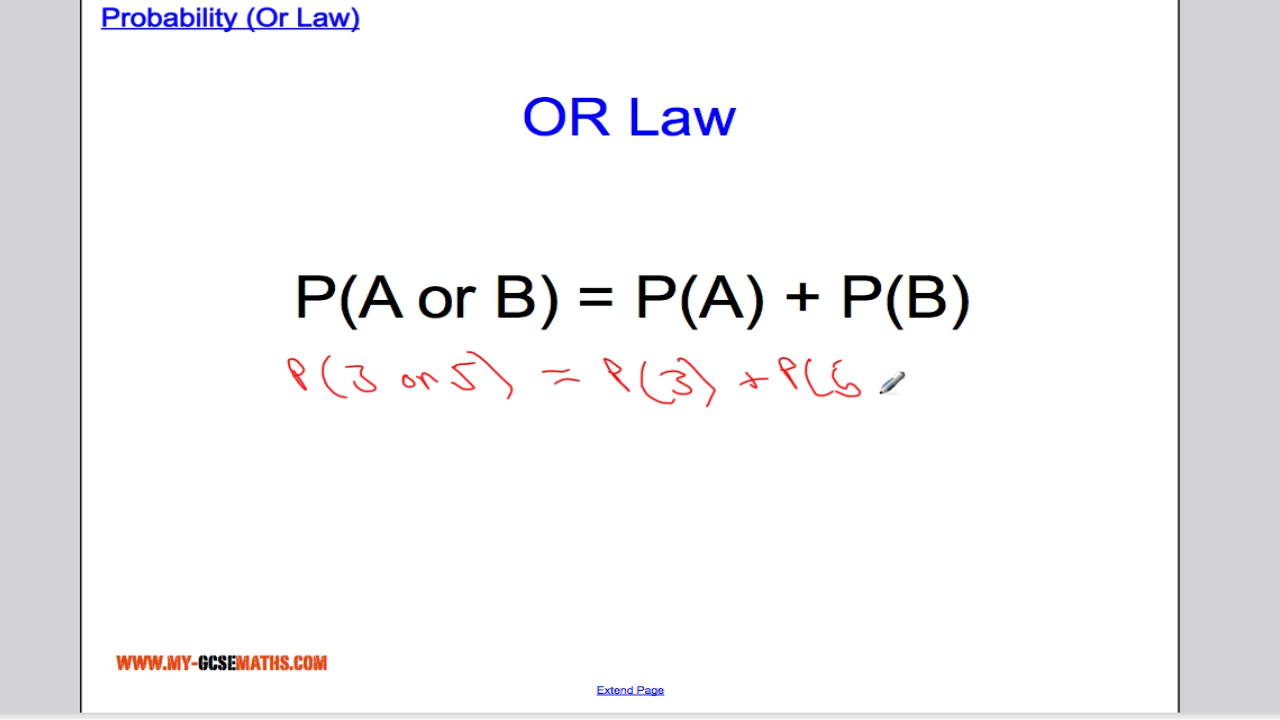 Probability (Or Law)
OR Law
P(A or B) = P(A) + P(B)
P(3 or 5) = P(3) + P(5
WWW.MY-GCSEMATHS.COM
Extend Page